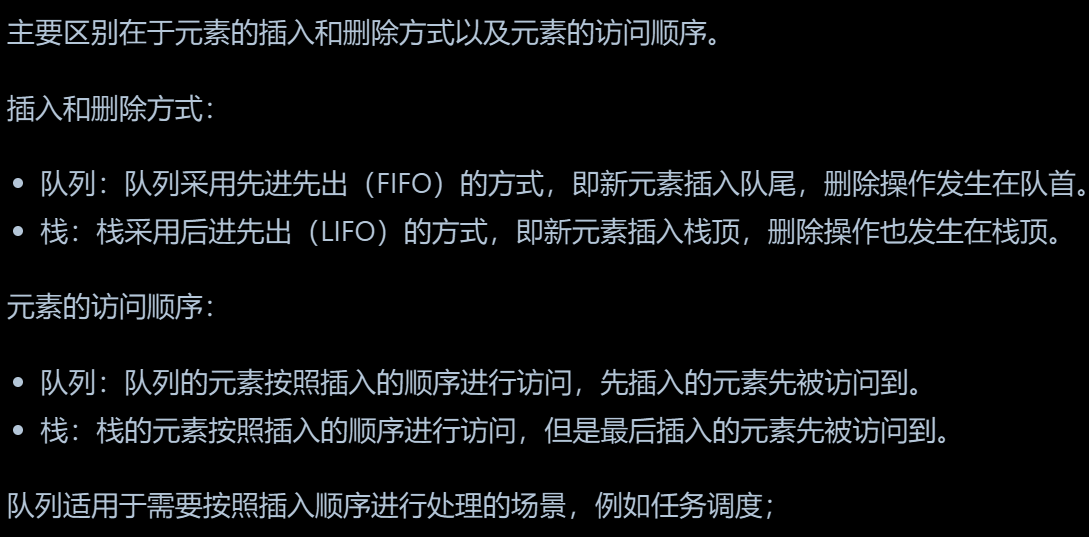 主要区别在于元素的插入和删除方式以及元素的访问顺序。
插入和删除方式：
• 队列：队列采用先进先出（FIFO）的方式，即新元素插入队尾，删除操作发生在队首。
• 栈：栈采用后进先出（LIFO）的方式，即新元素插入栈顶，删除操作也发生在栈顶。
元素的访问顺序：
• 队列：队列的元素按照插入的顺序进行访问，先插入的元素先被访问到。
• 栈：栈的元素按照插入的顺序进行访问，但是最后插入的元素先被访问到。
队列适用于需要按照插入顺序进行处理的场景，例如任务调度；